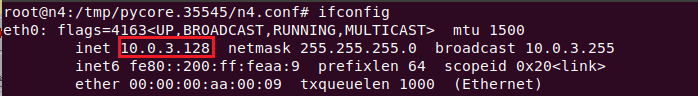 root@n4:/tmp/pycore.35545/n4.conf# ifconfig
eth0: flags=4163<UP,BROADCAST,RUNNING,MULTICAST>  mtu 1500
        inet 10.0.3.128  netmask 255.255.255.0  broadcast 10.0.3.255
        inet6 fe80::200:ff:feaa:9  prefixlen 64  scopeid 0x20<link>
        ether 00:00:00:aa:00:09  txqueuelen 1000  (Ethernet)